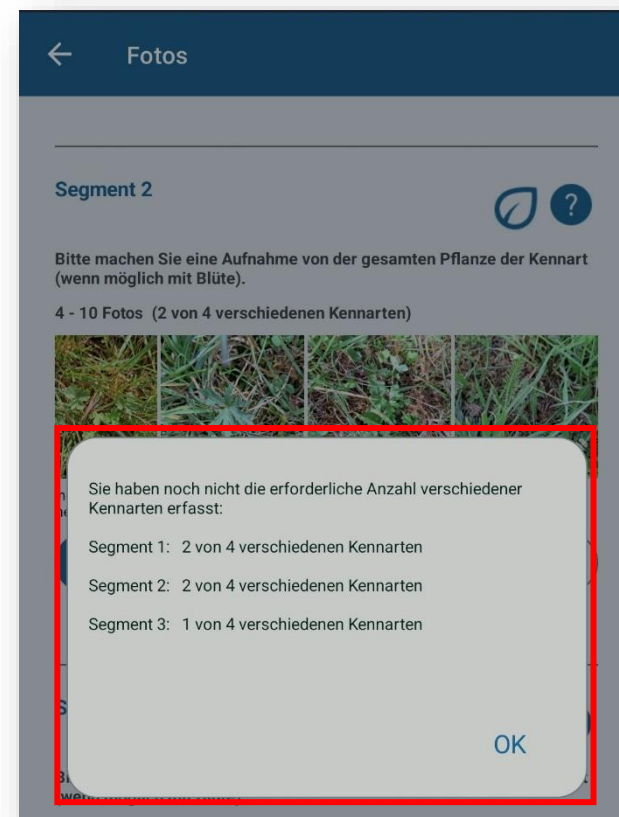 Fotos
Segment 2
?
Bitte machen Sie eine Aufnahme von der gesamten Pflanze der Kennart
(wenn möglich mit Blüte).
4 - 10 Fotos (2 von 4 verschiedenen Kennarten)
Sie haben noch nicht die erforderliche Anzahl verschiedener
Kennarten erfasst:
Segment 1: 2 von 4 verschiedenen Kennarten
Segment 2: 2 von 4 verschiedenen Kennarten
Segment 3: 1 von 4 verschiedenen Kennarten
OK